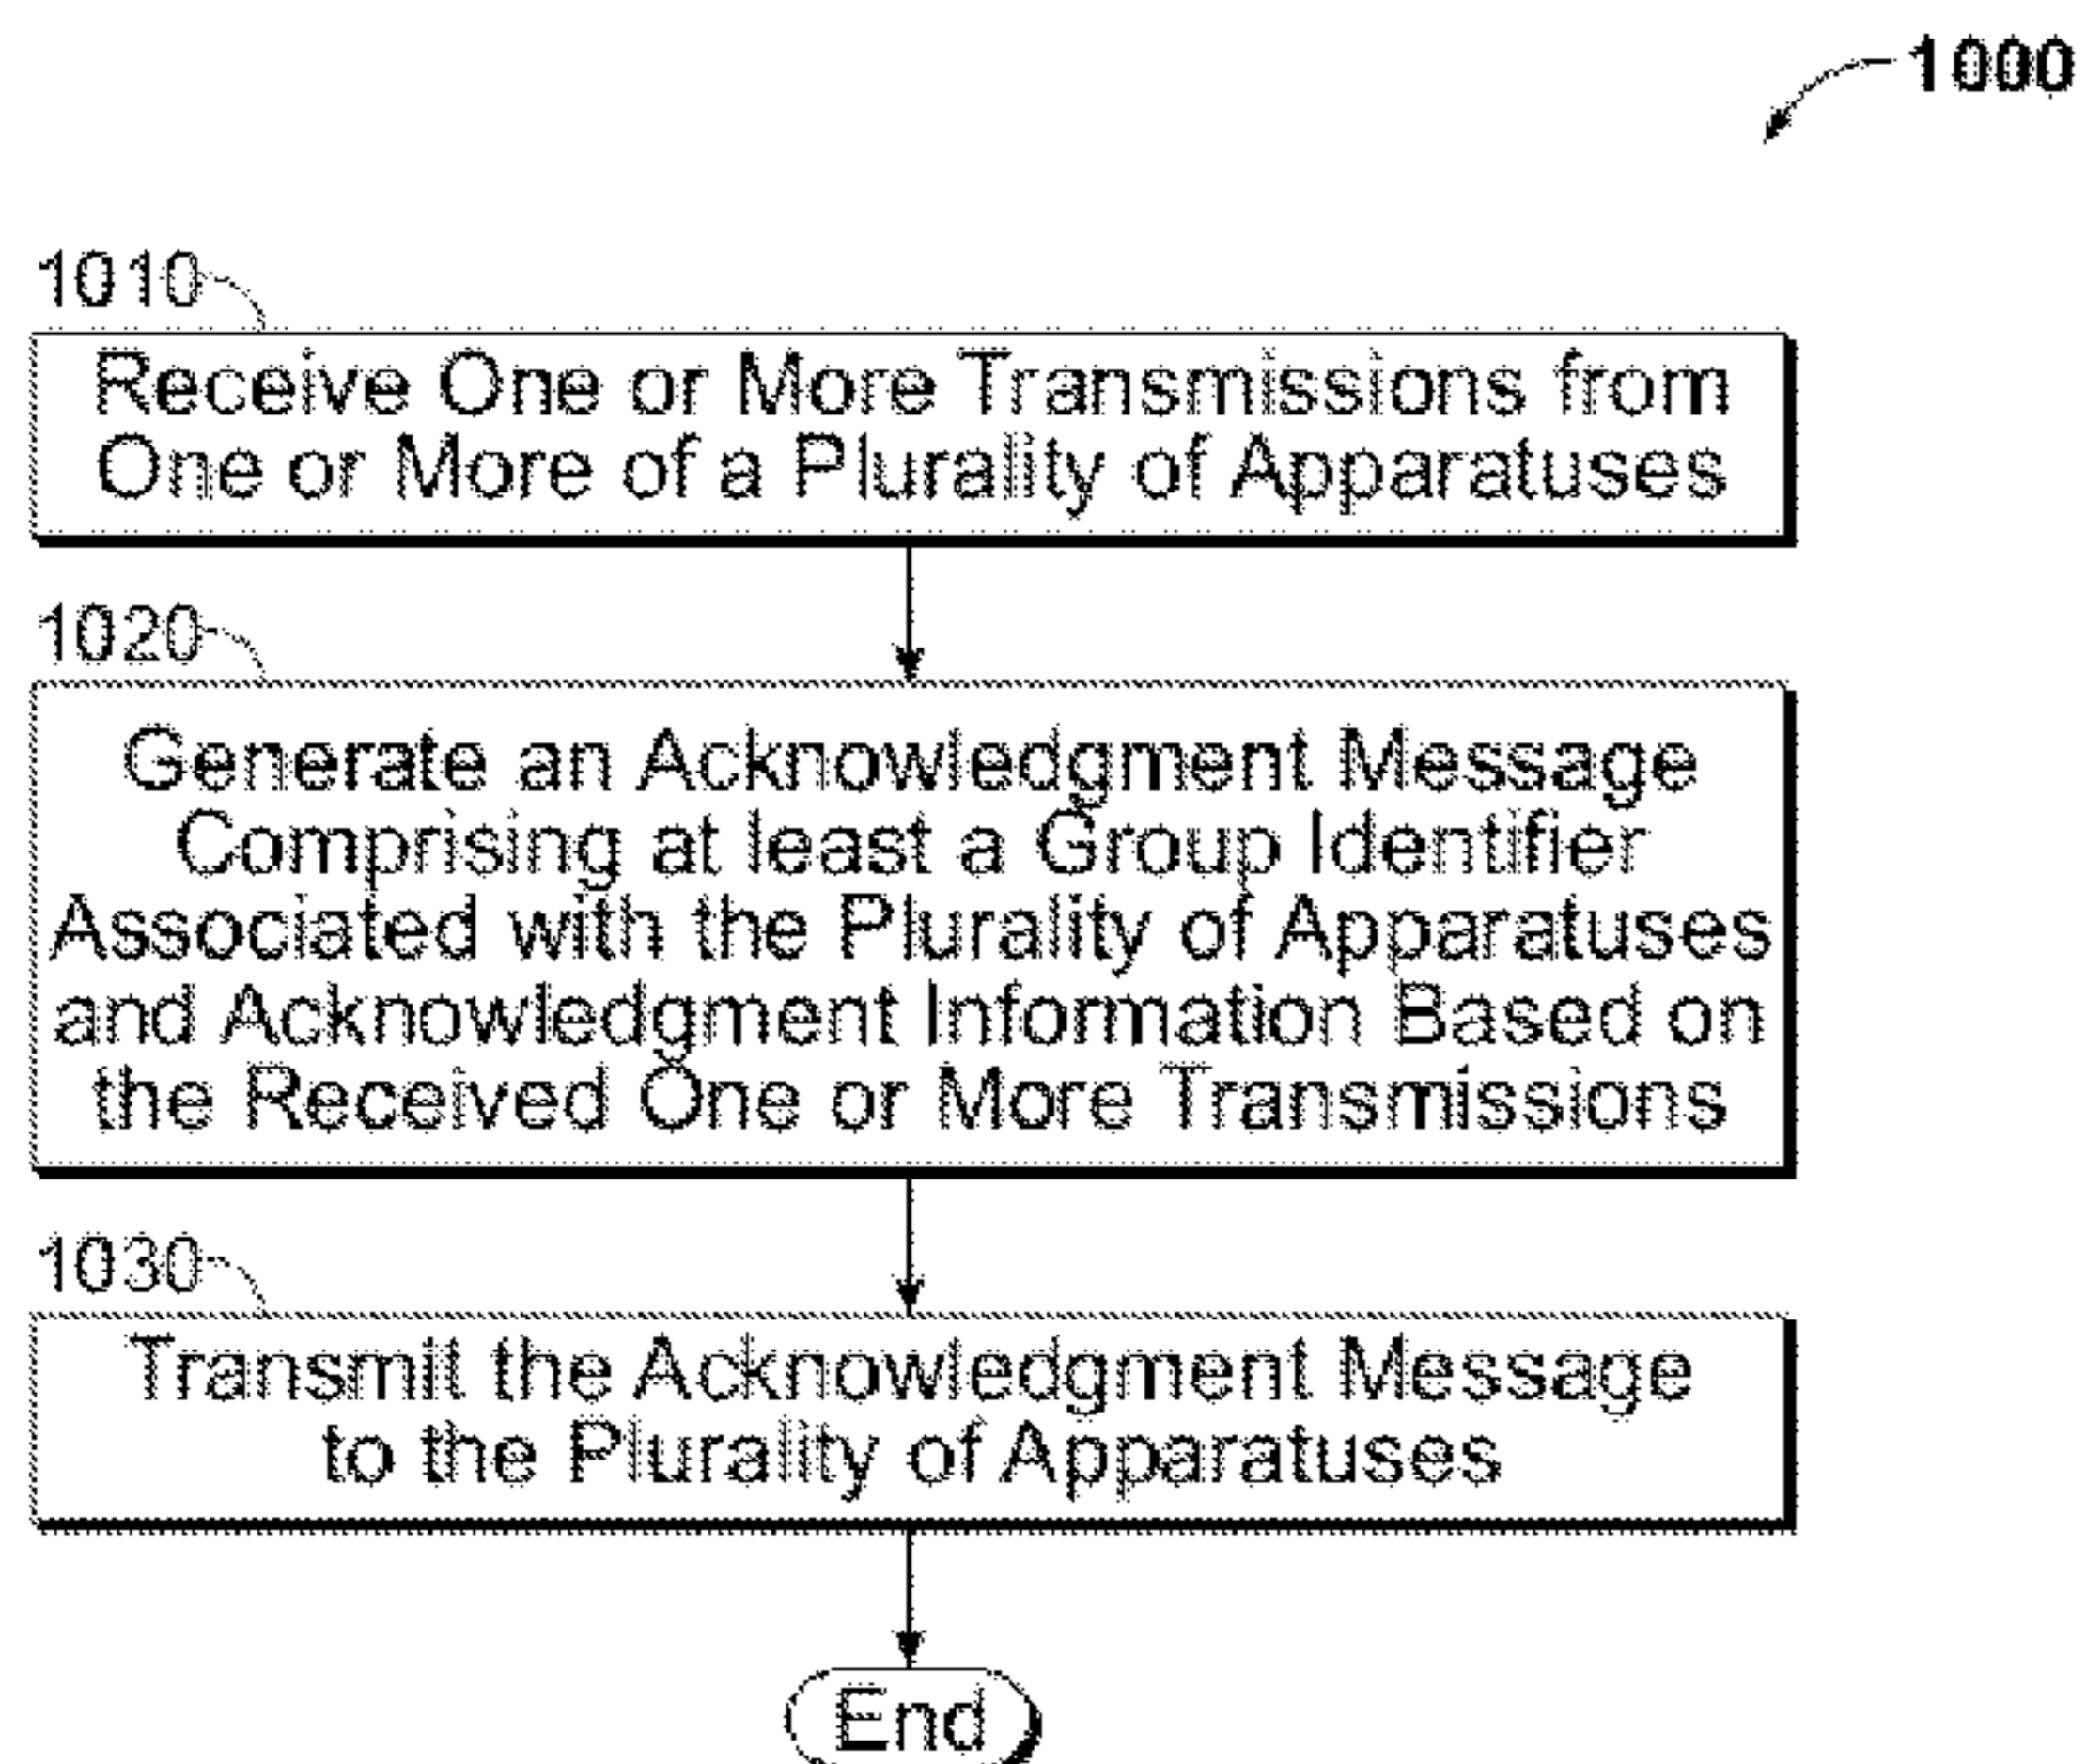 1000
1010
Receive One or More Transmissions from
One or More of a Plurality of Apparatuses
1020
Generate an Acknowledgment Message
Comprising at least a Group Identifier
Associated with the Plurality of Apparatuses
and Acknowledgment Information Based on
the Received One or More Transmissions
1030
Transmit the Acknowledgment Message
to the Plurality of Apparatuses
End